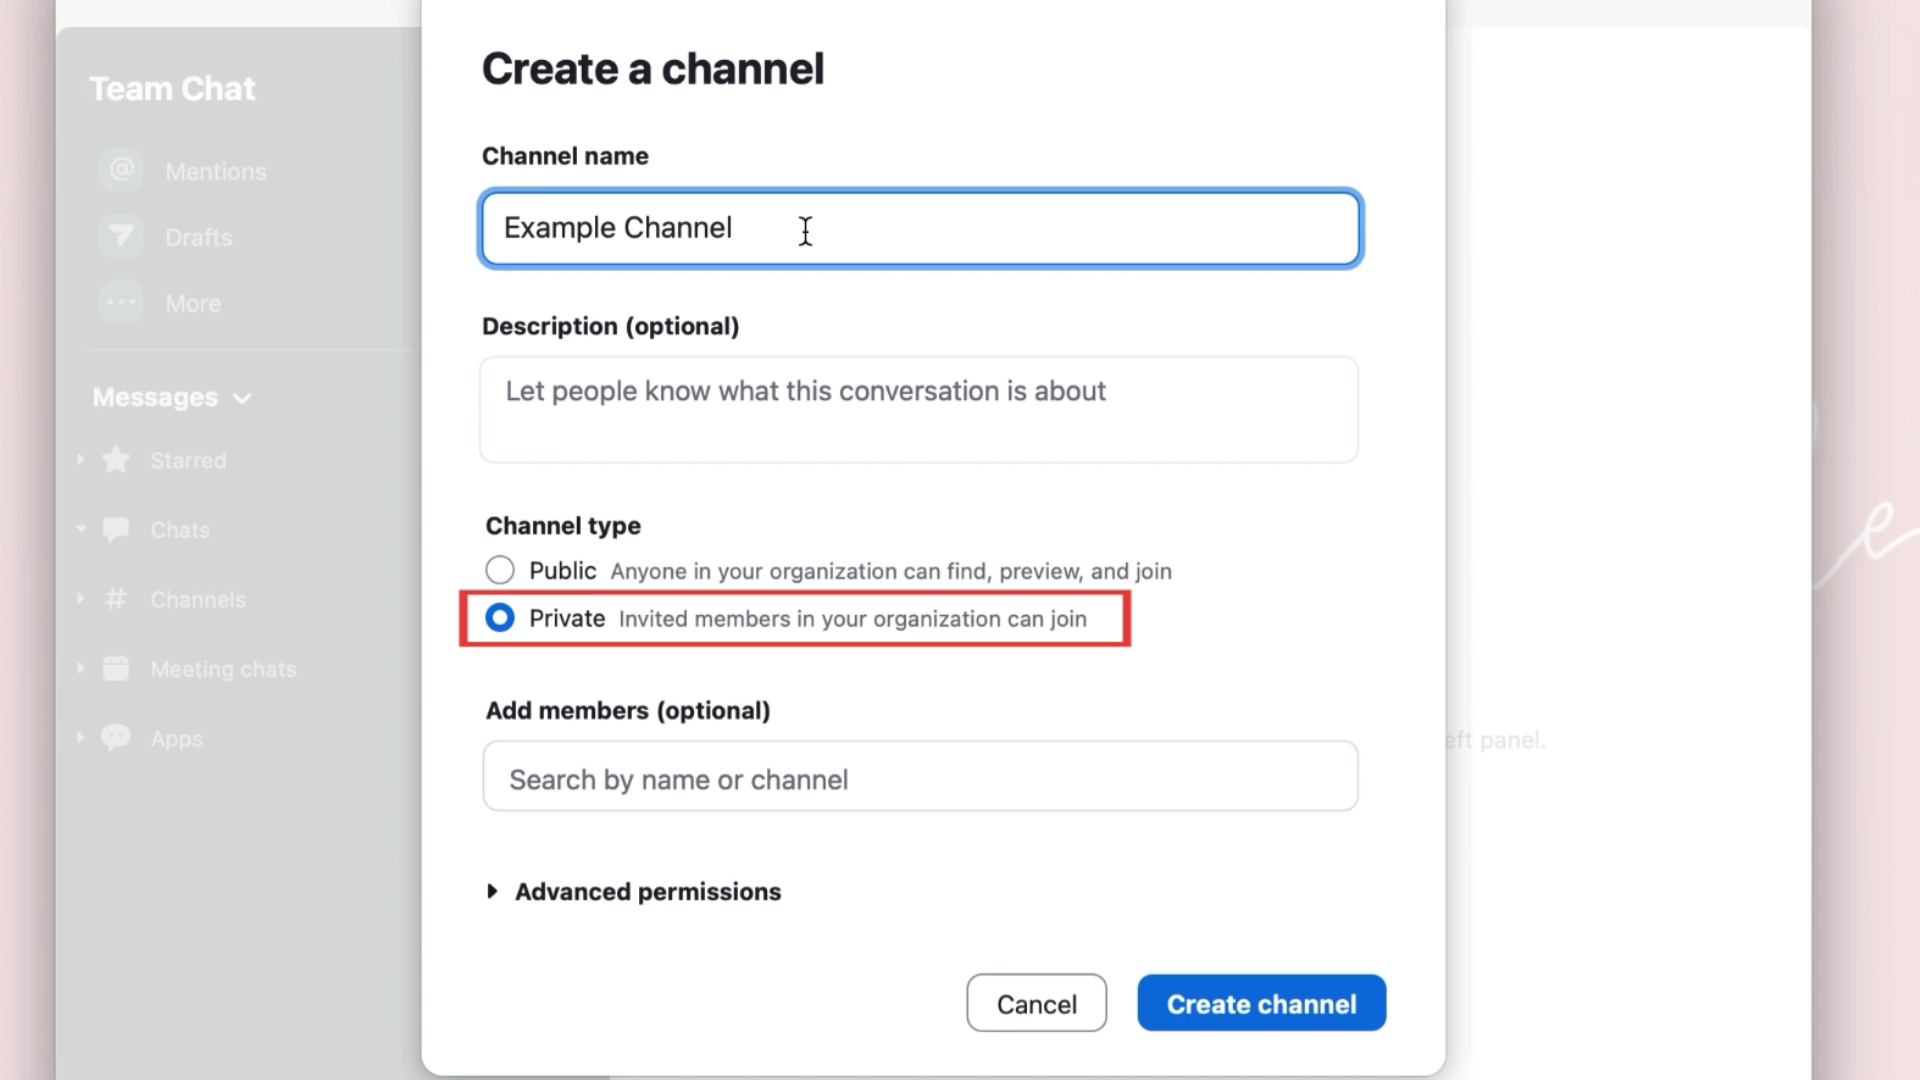 Team Chat
@ Mentions
Drafts
More
Messages
Starred
Chats
# Channels
Meeting chats
Apps
Create a channel
Channel name
Example Channel
Description (optional)
Let people know what this conversation is about
Channel type
Public Anyone in your organization can find, preview, and join
Private Invited members in your organization can join
Add members (optional)
Search by name or channel
Advanced permissions
Cancel
Create channel
eft panel.
e